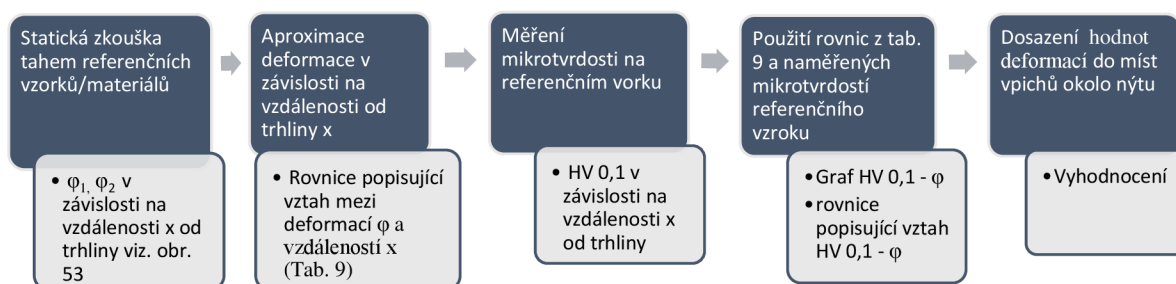 Statická zkouška
tahem referenčních
vzorků/materiálů
• φ1, φ2 v
závislosti na
vzdálenosti x od
trhliny viz. obr.
53
Aproximace
deformace v
závislosti na
vzdálenosti od
trhliny x
• Rovnice popisující
vztah mezi
deformací φ a
vzdáleností x
(Tab. 9)
Měření
mikrotvrdosti na
referenčním vorku
• HV 0,1 v
závislosti na
vzdálenosti x
od trhliny
Použití rovnic z tab.
9 a naměřených
mikrotvrdostí
referenčního
vzroku
•Graf HV 0,1 - φ
•rovnice
popisující vztah
HV 0,1 - φ
Dosazení hodnot
deformací do míst
vpichů okolo nýtu
•Vyhodnocení